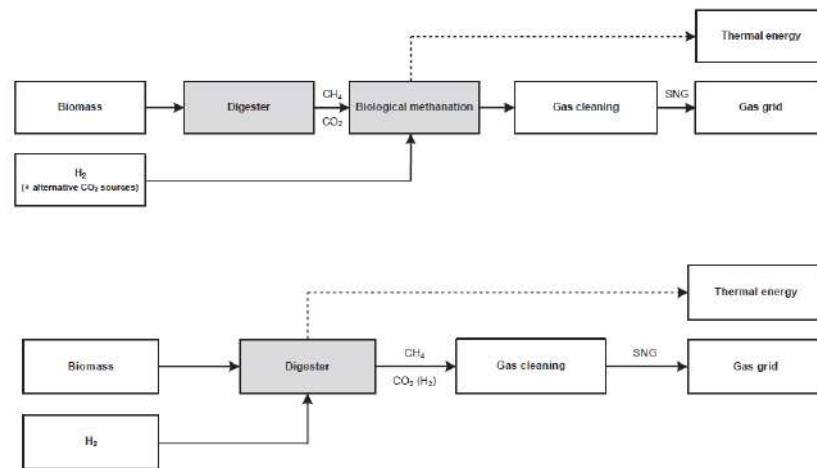 Thermal energy
Biomass
Digester
CH₄
CO₂
Biological methanation
Gas cleaning
SNG
Gas grid
H₂
(+ alternative CO₂ sources)
Thermal energy
Biomass
Digester
CH₄
CO₂ (H₂)
Gas cleaning
SNG
Gas grid
H₂